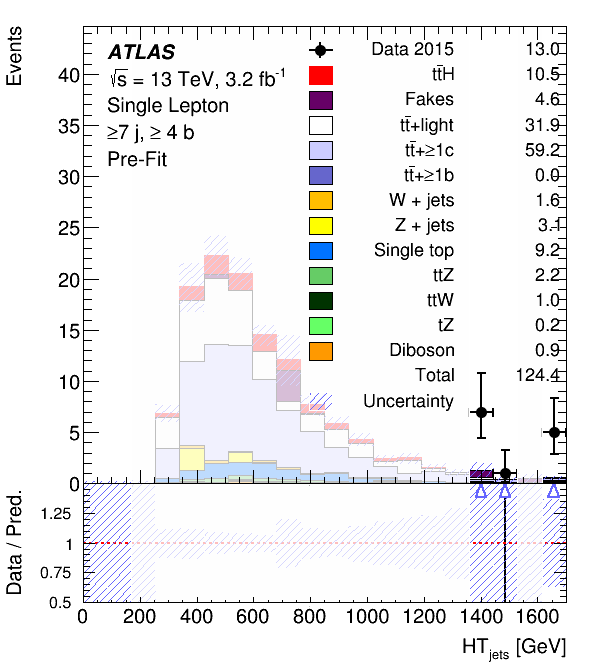 Events
ATLAS
√s = 13 TeV, 3.2 fb-1
Single Lepton
≥7 j, ≥ 4 b
Pre-Fit
Data 2015 13.0
tt̄H 10.5
Fakes 4.6
tt̄+light 31.9
tt̄+≥1c 59.2
tt̄+≥1b 0.0
W + jets 1.6
Z + jets 3.1
Single top 9.2
ttZ 2.2
ttW 1.0
tZ 0.2
Diboson 0.9
Total 124.4
Uncertainty
40
35
30
25
20
15
10
5
0
Data / Pred.
1.25
1
0.75
0.5
0 200 400 600 800 1000 1200 1400 1600
HTjets [GeV]